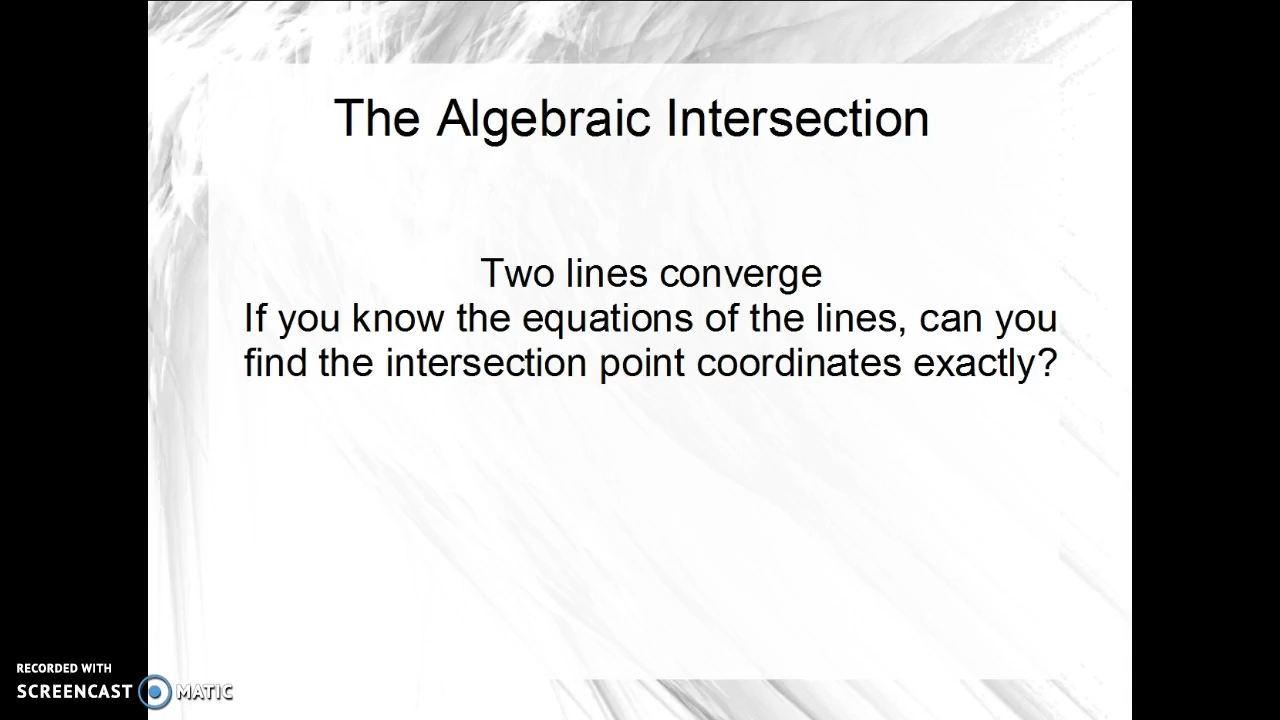 The Algebraic Intersection
Two lines converge
If you know the equations of the lines, can you
find the intersection point coordinates exactly?
RECORDED WITH
SCREENCAST MATIC